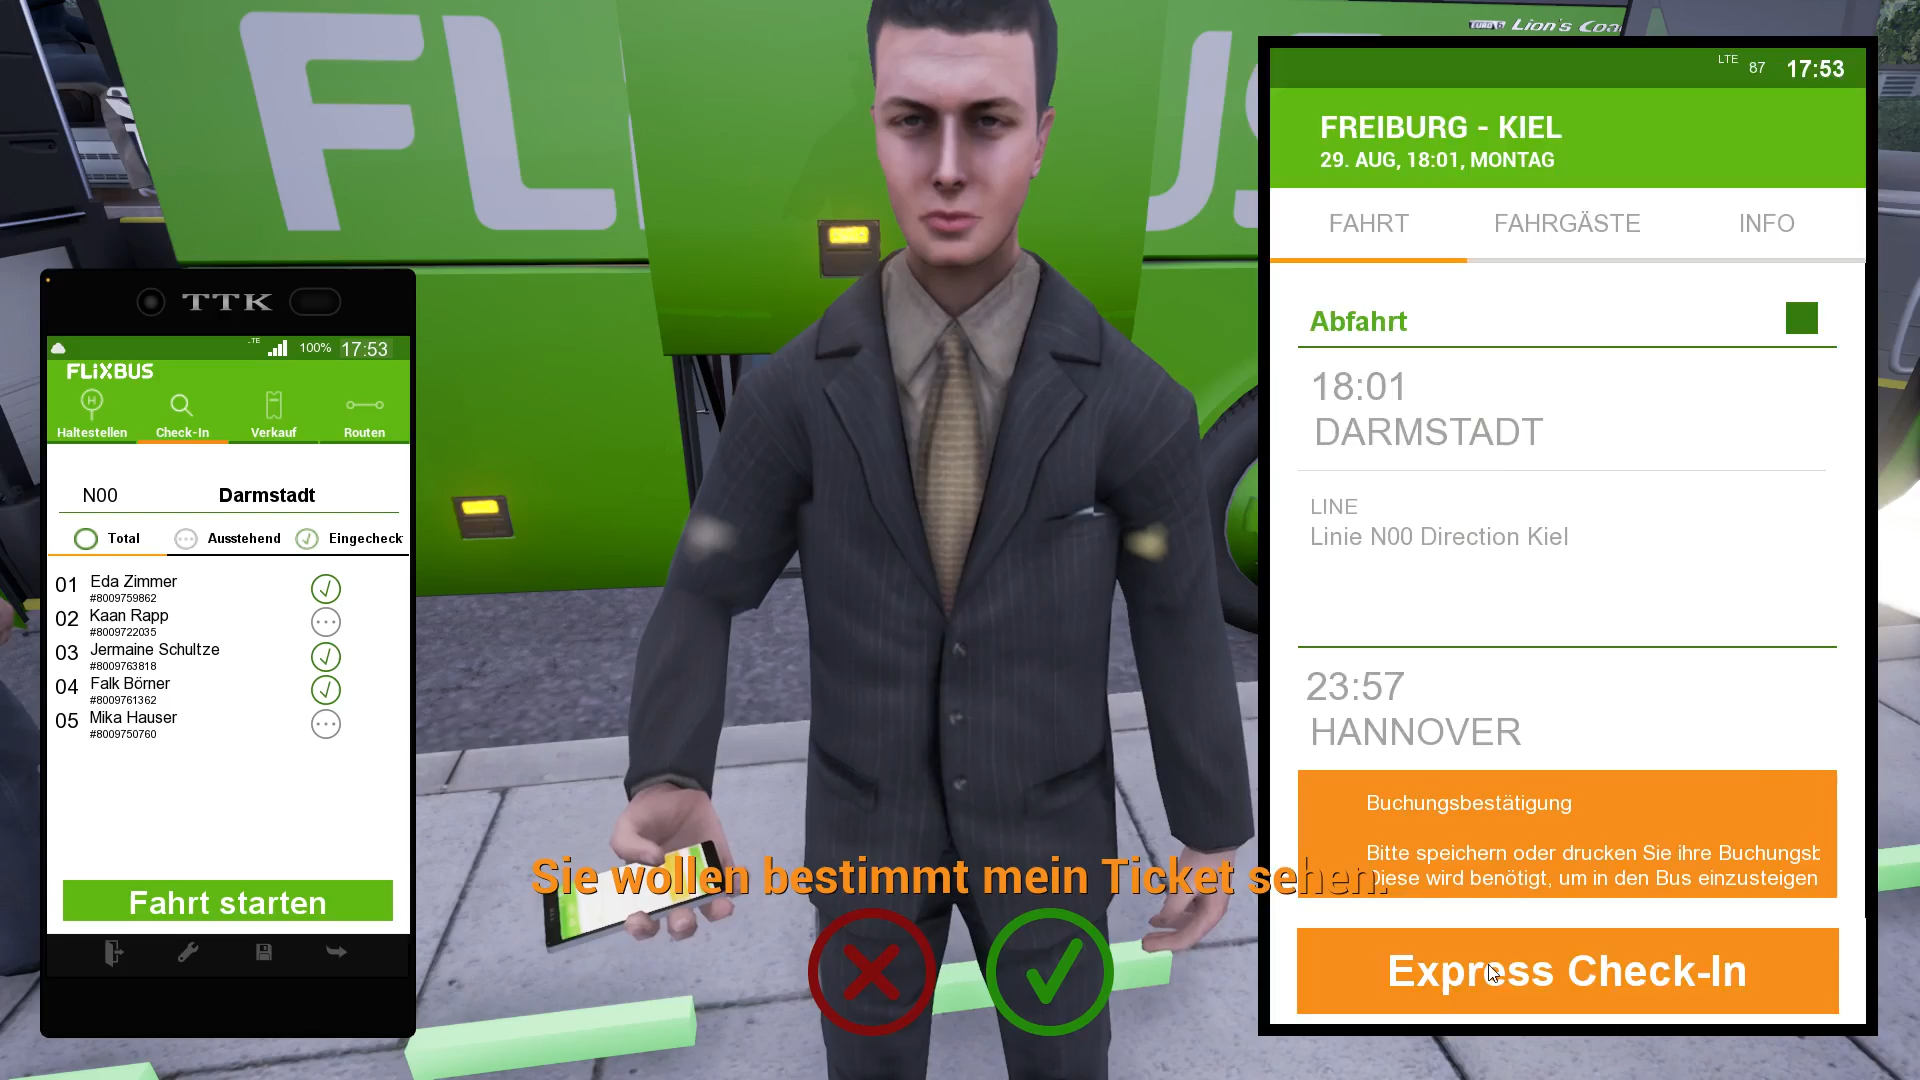 FLIXBUS
EURO 6 Lion's Coa
TTK
LTE 100% 17:53
FLiXBUS
Haltestellen Check-In Verkauf Routen
N00 Darmstadt
Total Ausstehend Eingecheck
01 Eda Zimmer
#8009759862
02 Kaan Rapp
#8009722035
03 Jermaine Schultze
#8009763818
04 Falk Börner
#8009761362
05 Mika Hauser
#8009750760
Fahrt starten
Sie wollen bestimmt mein Ticket sehen.
LTE 87 17:53
FREIBURG - KIEL
29. AUG, 18:01, MONTAG
FAHRT FAHRGÄSTE INFO
Abfahrt
18:01
DARMSTADT
LINE
Linie N00 Direction Kiel
23:57
HANNOVER
Buchungsbestätigung
Bitte speichern oder drucken Sie ihre Buchungsb
Diese wird benötigt, um in den Bus einzusteigen
Express Check-In